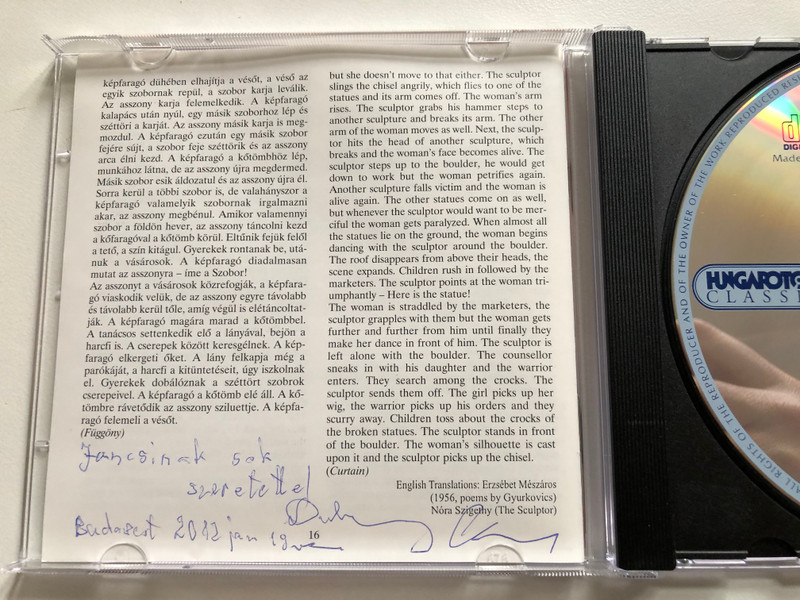 képfaragó dühében elhajítja a vésőt, a véső az
egyik szobornak repül, a szobor karja leválik.
Az asszony karja felemelkedik. A képfaragó
kalapács után nyúl, egy másik szoborhoz lép és
széttöri a karját. Az asszony másik karja is meg-
mozdul. A képfaragó ezután egy másik szobor
fejére sújt, a szobor feje széttörik és az asszony
arca élni kezd. A képfaragó a kőtömbhöz lép,
munkához látna, de az asszony újra megdermed.
Másik szobor esik áldozatul és az asszony újra él.
Sorra kerül a többi szobor is, de valahányszor a
képfaragó valamelyik szobornak irgalmazni
akar, az asszony megbénul. Amikor valamennyi
szobor a földön hever, az asszony táncolni kezd
a kőfaragóval a kőtömb körül. Eltűnik fejük felől
a tető, a szín kitágul. Gyerekek rontanak be, utá-
nuk a vásárosok. A képfaragó diadalmasan
mutat az asszonyra – íme a Szobor!
Az asszonyt a vásárosok közrefogják, a képfara-
gó viaskodik velük, de az asszony egyre távolabb
és távolabb kerül tőle, amíg végül is elétáncoltat-
ják. A képfaragó magára marad a kőtömbbel.
A tanácsos settenkedik elő a lányával, bejön a
harcfi is. A cserepek között keresgélnek. A kép-
faragó elkergeti őket. A lány felkapja még a
parókáját, a harcfi a kitüntetéseit, úgy iszkolnak
el. Gyerekek dobálóznak a széttört szobrok
cserepeivel. A képfaragó a kőtömb elé áll. A kő-
tömbre rávetődik az asszony sziluettje. A képfa-
ragó felemeli a vésőt.
(Függöny)
but she doesn't move to that either. The sculptor
slings the chisel angrily, which flies to one of the
statues and its arm comes off. The woman's arm
rises. The sculptor grabs his hammer steps to
another sculpture and breaks its arm. The other
arm of the woman moves as well. Next, the sculp-
tor hits the head of another sculpture, which
breaks and the woman's face becomes alive. The
sculptor steps up to the boulder, he would get
down to work but the woman petrifies again.
Another sculpture falls victim and the woman is
alive again. The other statues come on as well,
but whenever the sculptor would want to be mer-
ciful the woman gets paralyzed. When almost all
the statues lie on the ground, the woman begins
dancing with the sculptor around the boulder.
The roof disappears from above their heads, the
scene expands. Children rush in followed by the
marketers. The sculptor points at the woman tri-
umphantly – Here is the statue!
The woman is straddled by the marketers, the
sculptor grapples with them but the woman gets
further and further from him until finally they
make her dance in front of him. The sculptor is
left alone with the boulder. The counsellor
sneaks in with his daughter and the warrior
enters. They search among the crocks. The
sculptor sends them off. The girl picks up her
wig, the warrior picks up his orders and they
scurry away. Children toss about the crocks of
the broken statues. The sculptor stands in front
of the boulder. The woman's silhouette is cast
upon it and the sculptor picks up the chisel.
(Curtain)
English Translations: Erzsébet Mészáros
(1956, poems by Gyurkovics)
Nóra Szigethy (The Sculptor)
Jancsinak sok
szeretettel
Budapest 2012 jan 19
16
HUNGAROTO
CLASSI
DIGI
Made
ALL RIGHTS OF THE REPRODUCER AND OF THE OWNER OF THE WORK REPRODUCED RESE